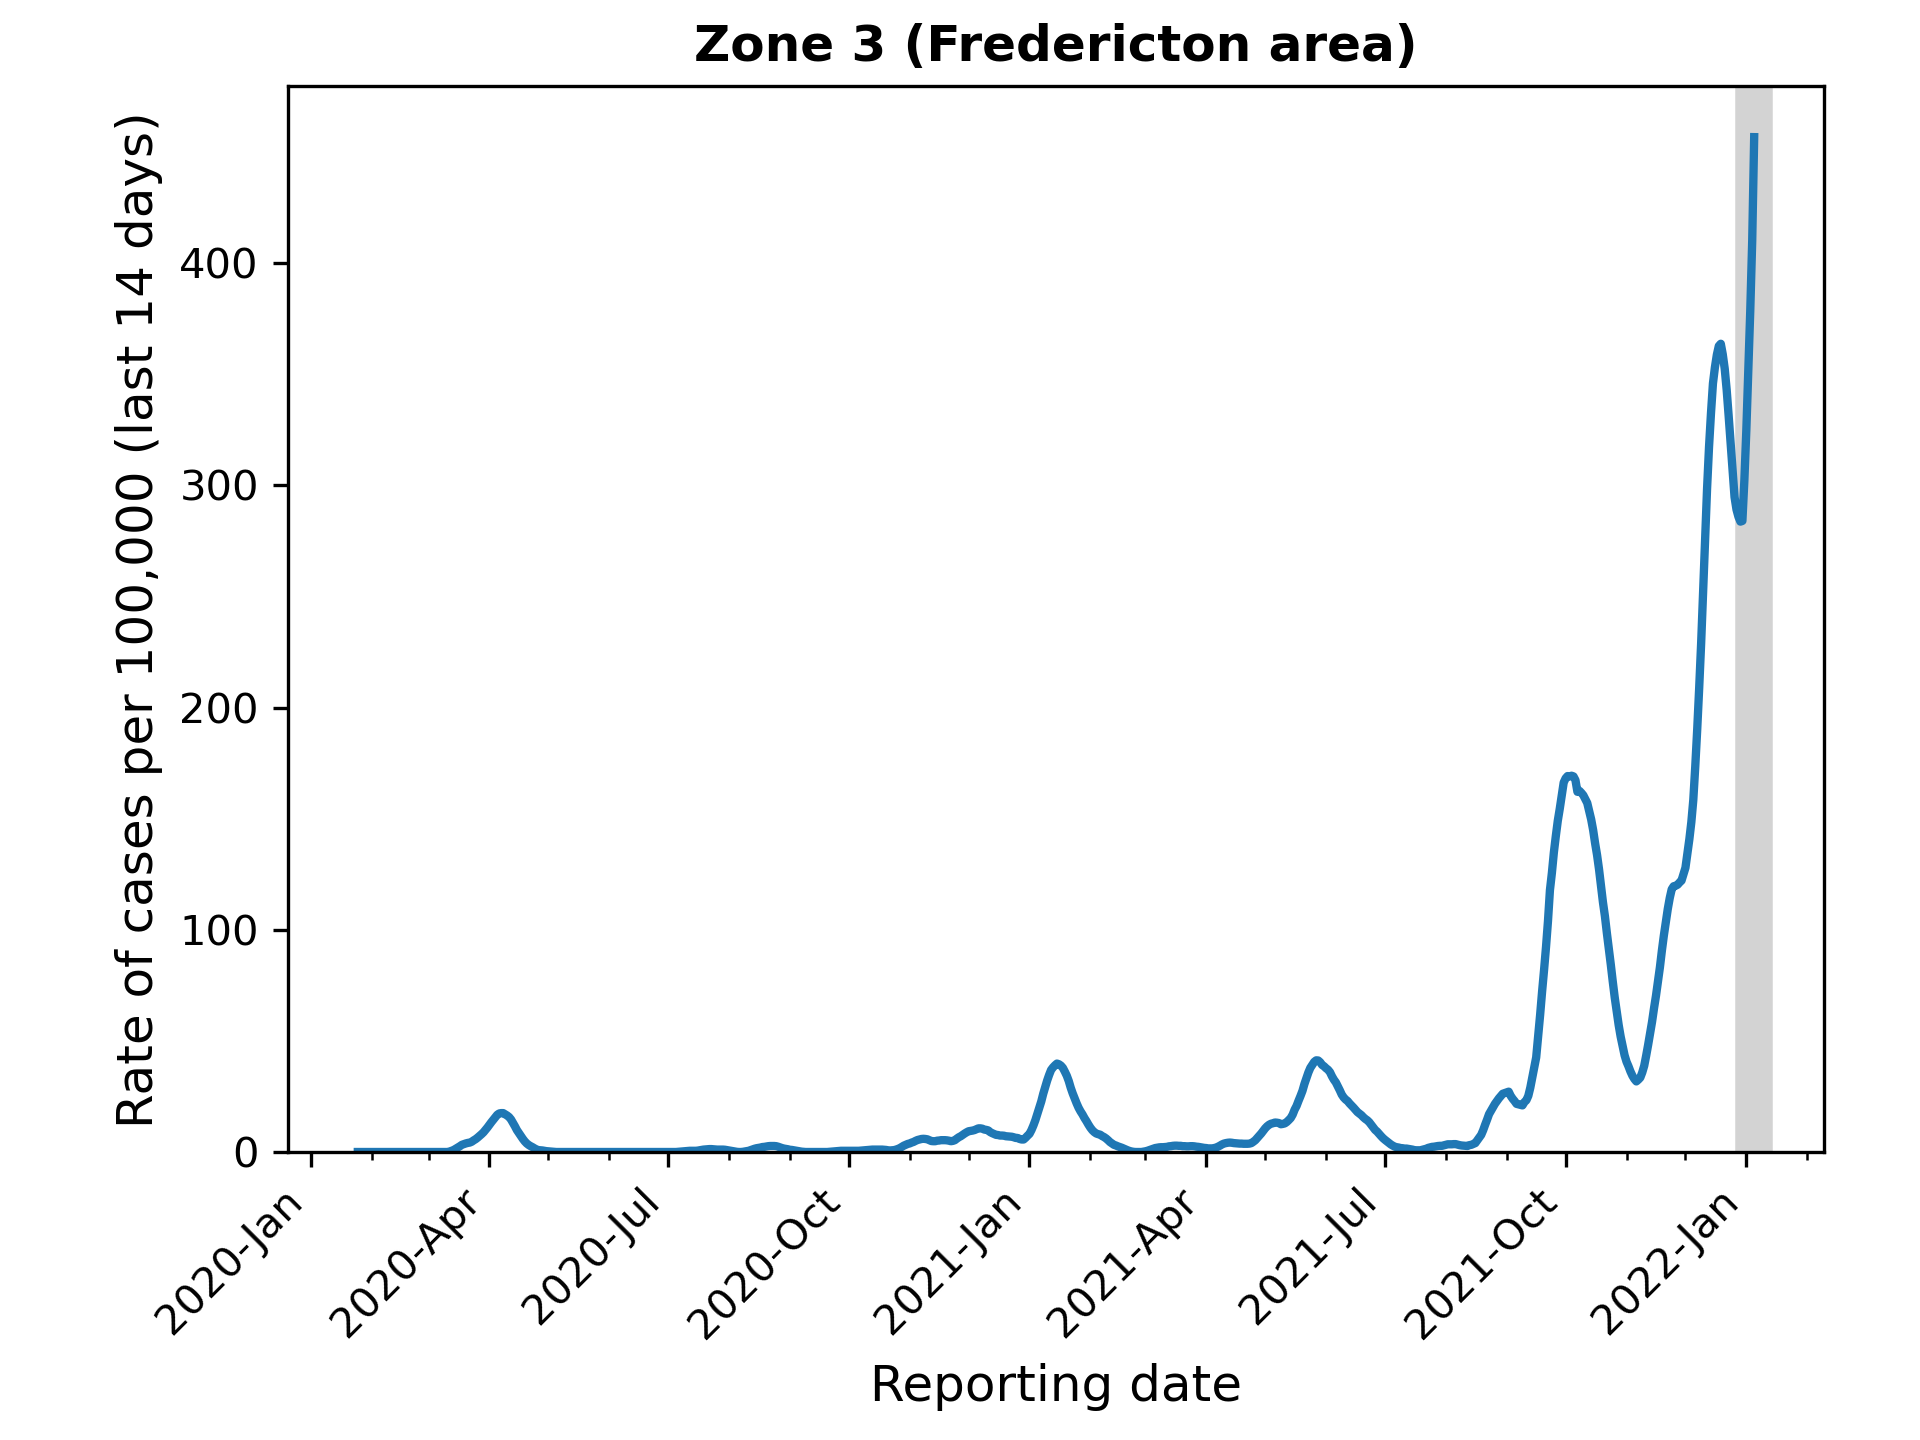 Zone 3 (Fredericton area)
Rate of cases per 100,000 (last 14 days)
400
300
200
100
0
2020-Jan
2020-Apr
2020-Jul
2020-Oct
2021-Jan
2021-Apr
2021-Jul
2021-Oct
2022-Jan
Reporting date